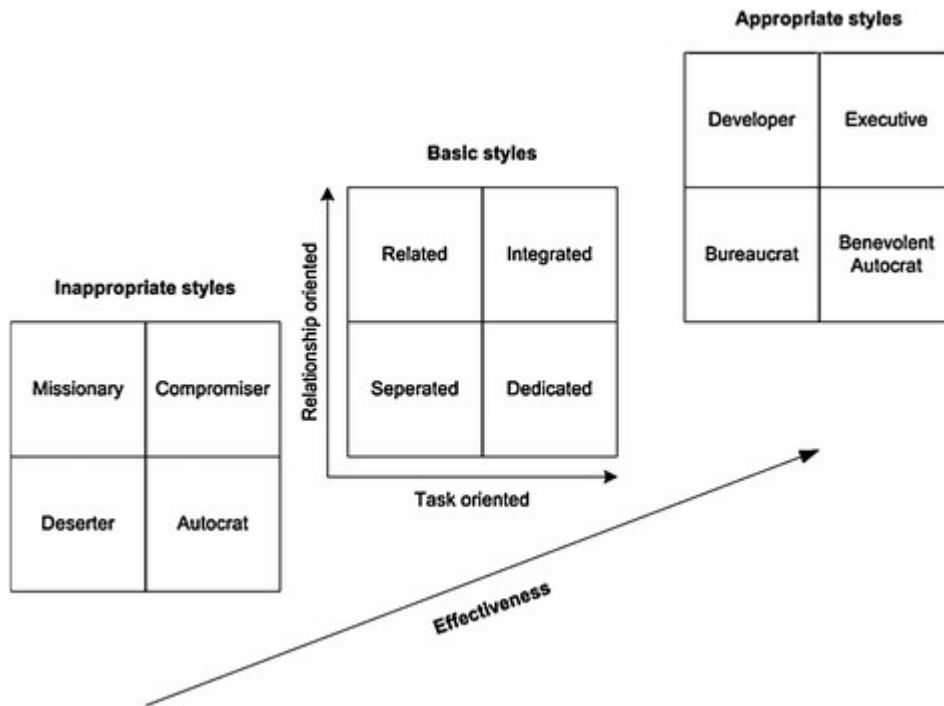 Appropriate styles
Developer
Executive
Bureaucrat
Benevolent
Autocrat
Basic styles
Relationship oriented
Related
Integrated
Seperated
Dedicated
Task oriented
Inappropriate styles
Missionary
Compromiser
Deserter
Autocrat
Effectiveness